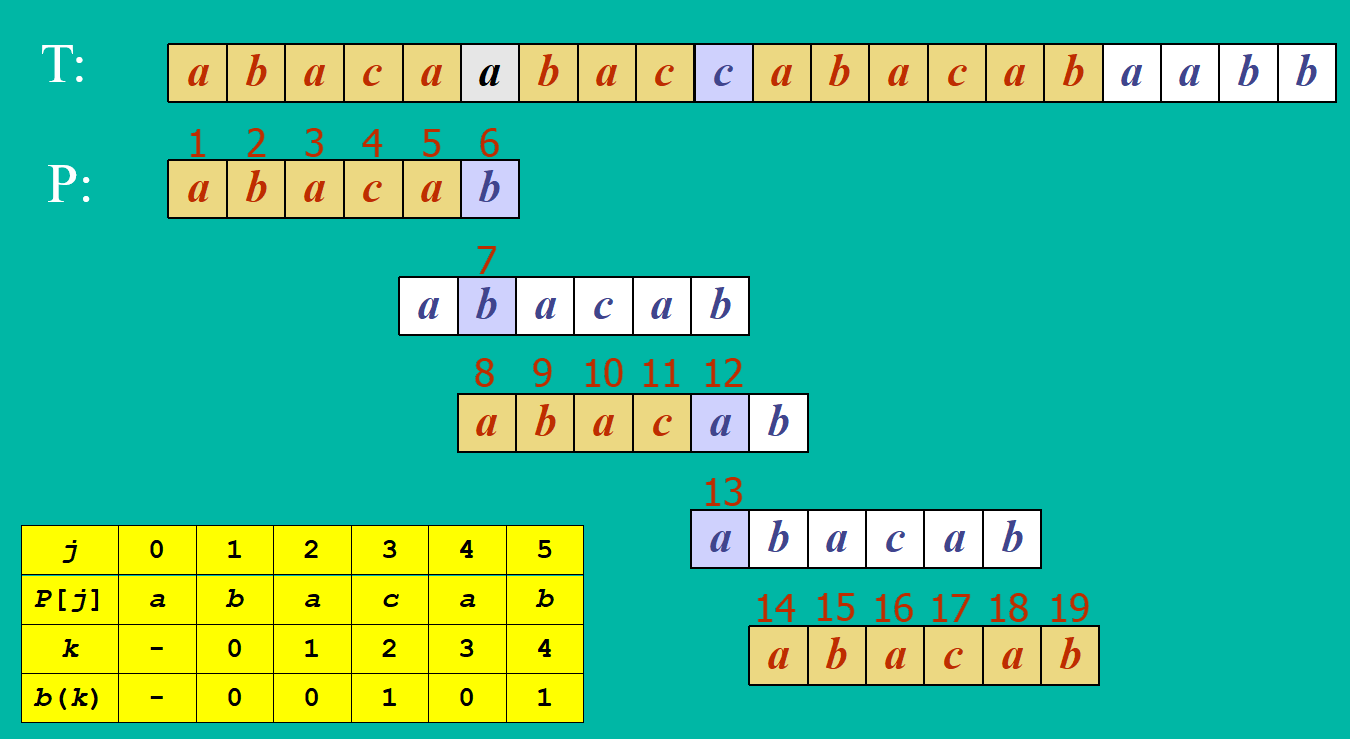 T: a b a c a a b a c c a b a c a b a a b b
1 2 3 4 5 6
P: a b a c a b
7
a b a c a b
8 9 10 11 12
a b a c a b
13
a b a c a b
14 15 16 17 18 19
a b a c a b
j 0 1 2 3 4 5
P[j] a b a c a b
k - 0 1 2 3 4
b(k) - 0 0 1 0 1